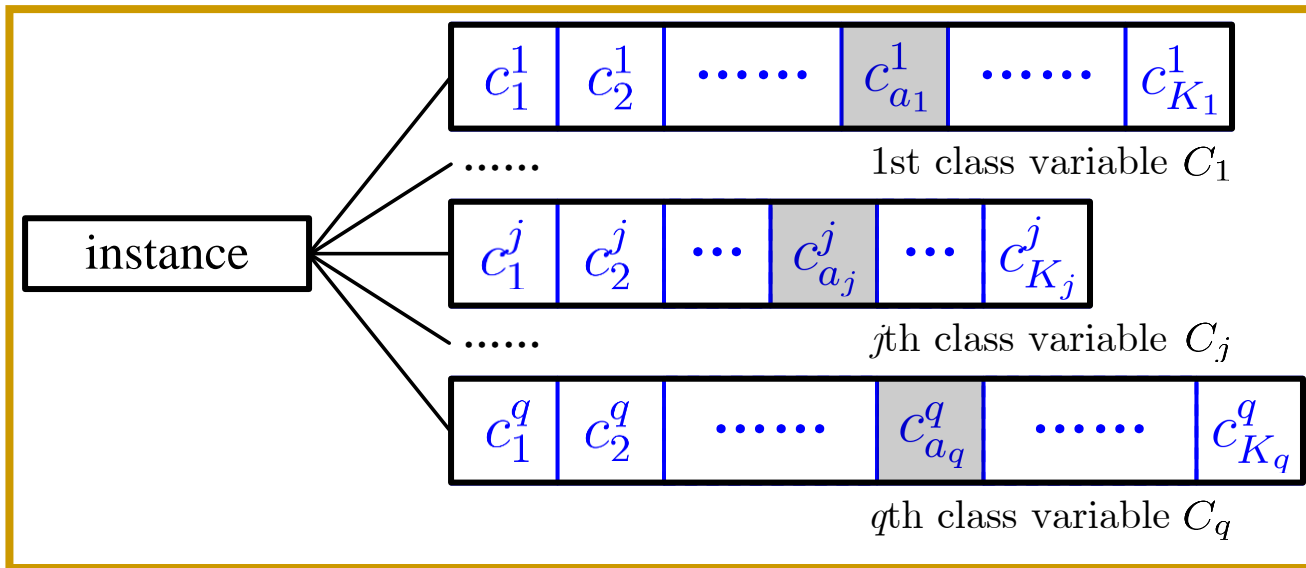 $c_1^1$ $c_2^1$ ⋯⋯ $c_{a_1}^1$ ⋯⋯ $c_{K_1}^1$
1st class variable $C_1$
......
instance
$c_1^j$ $c_2^j$ ⋯ $c_{a_j}^j$ ⋯ $c_{K_j}^j$
jth class variable $C_j$
......
$c_1^q$ $c_2^q$ ⋯⋯ $c_{a_q}^q$ ⋯⋯ $c_{K_q}^q$
qth class variable $C_q$